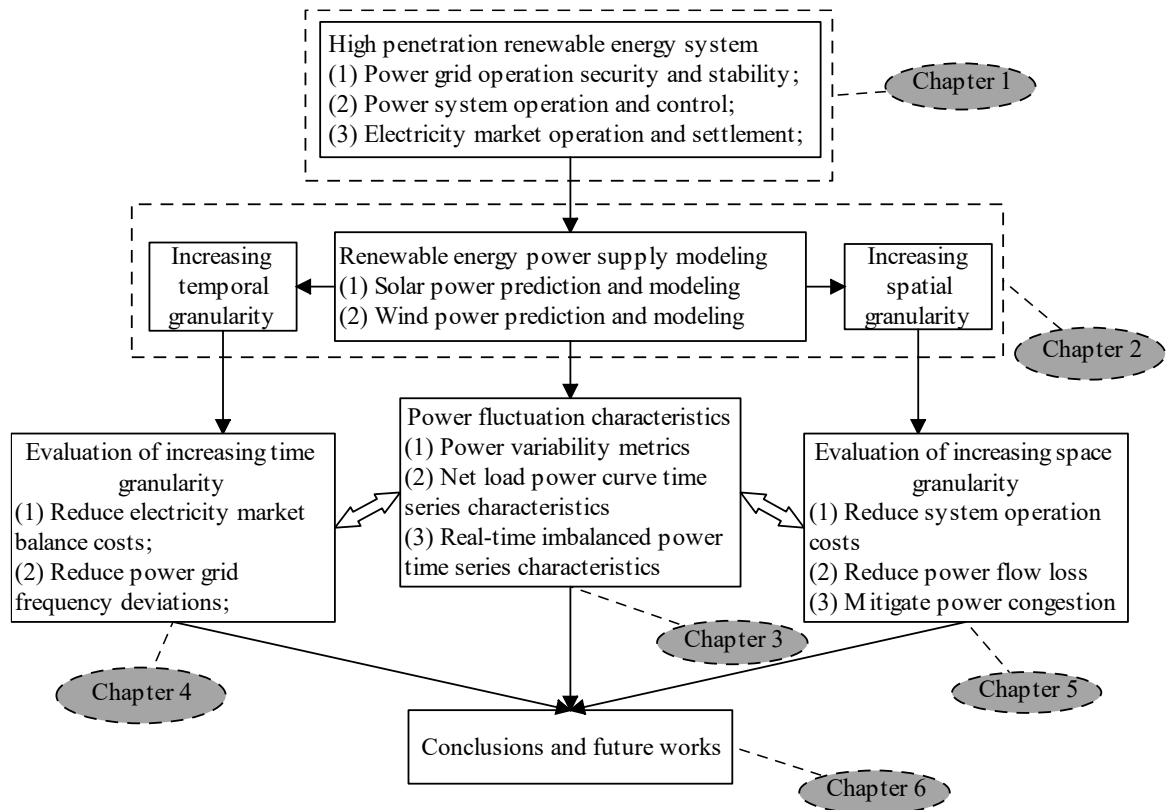 High penetration renewable energy system
(1) Power grid operation security and stability;
(2) Power system operation and control;
(3) Electricity market operation and settlement;
Chapter 1
Increasing
temporal
granularity
Renewable energy power supply modeling
(1) Solar power prediction and modeling
(2) Wind power prediction and modeling
Increasing
spatial
granularity
Chapter 2
Evaluation of increasing time
granularity
(1) Reduce electricity market
balance costs;
(2) Reduce power grid
frequency deviations;
Power fluctuation characteristics
(1) Power variability metrics
(2) Net load power curve time
series characteristics
(3) Real-time imbalanced power
time series characteristics
Evaluation of increasing space
granularity
(1) Reduce system operation
costs
(2) Reduce power flow loss
(3) Mitigate power congestion
Chapter 3
Chapter 4
Chapter 5
Conclusions and future works
Chapter 6